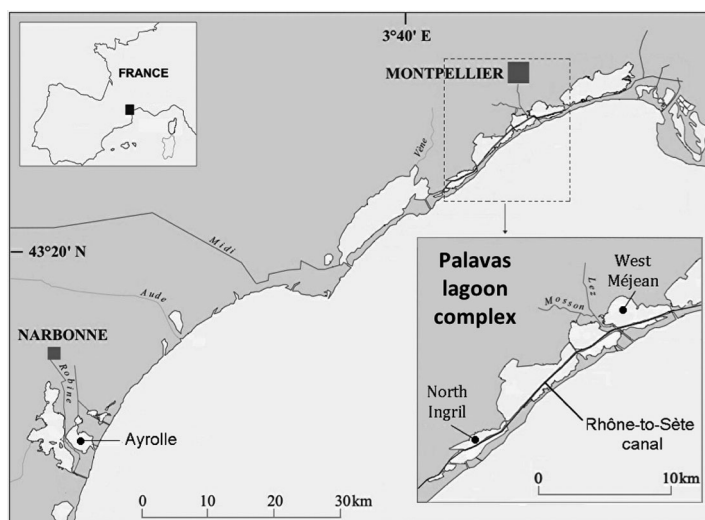 3°40 E
FRANCE
MONTPELLIER
Vène
43°20' N
Midi
Palavas
lagoon
complex
West
Méjean
Lez
Mosson
Aude
NARBONNE
Robine
North
Ingril
Ayrolle
Rhône-to-Sète
canal
0 10km
0 10 20 30km